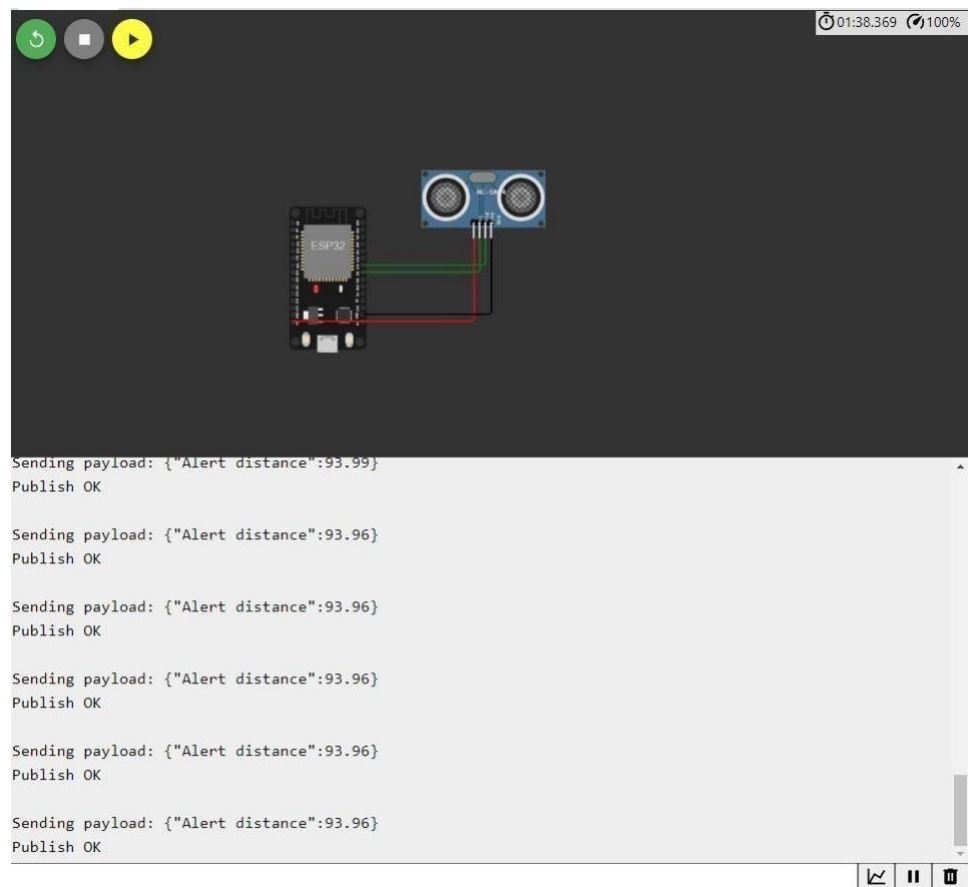 01:38.369 100%
ESP32
Sending payload: {"Alert distance":93.99}
Publish OK
Sending payload: {"Alert distance":93.96}
Publish OK
Sending payload: {"Alert distance":93.96}
Publish OK
Sending payload: {"Alert distance":93.96}
Publish OK
Sending payload: {"Alert distance":93.96}
Publish OK
Sending payload: {"Alert distance":93.96}
Publish OK